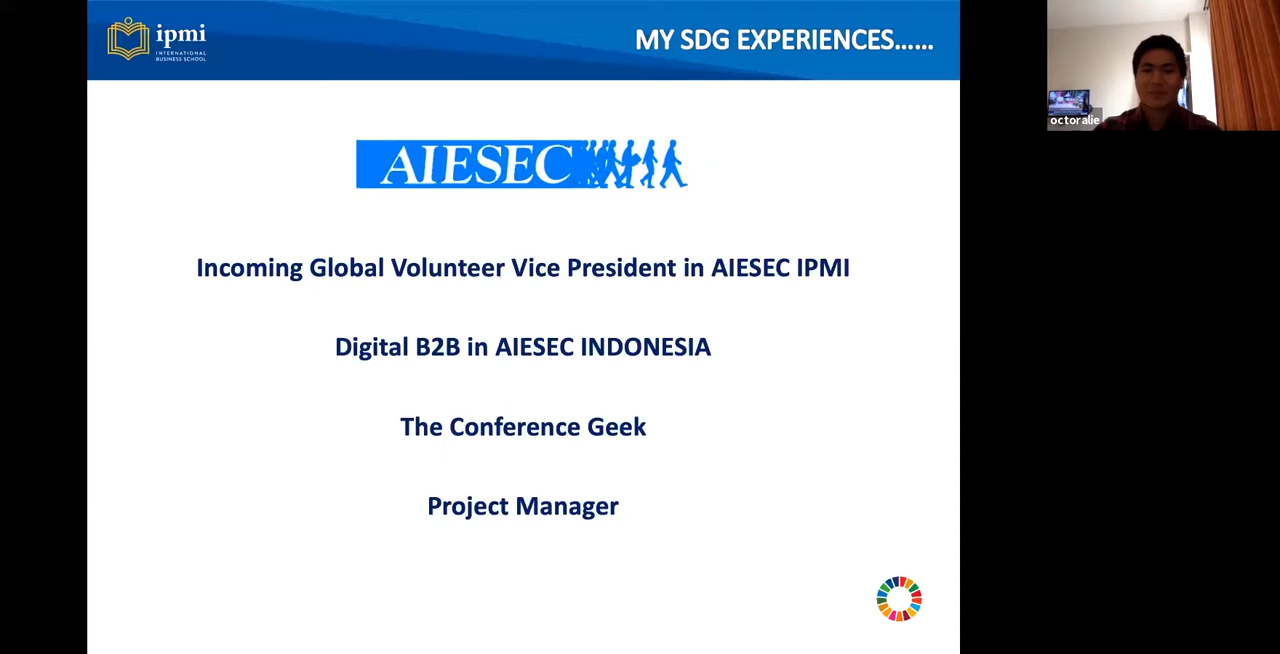 ipmi
INTERNATIONAL
BUSINESS SCHOOL
MY SDG EXPERIENCES......
octoralie
AIESEC
Incoming Global Volunteer Vice President in AIESEC IPMI
Digital B2B in AIESEC INDONESIA
The Conference Geek
Project Manager